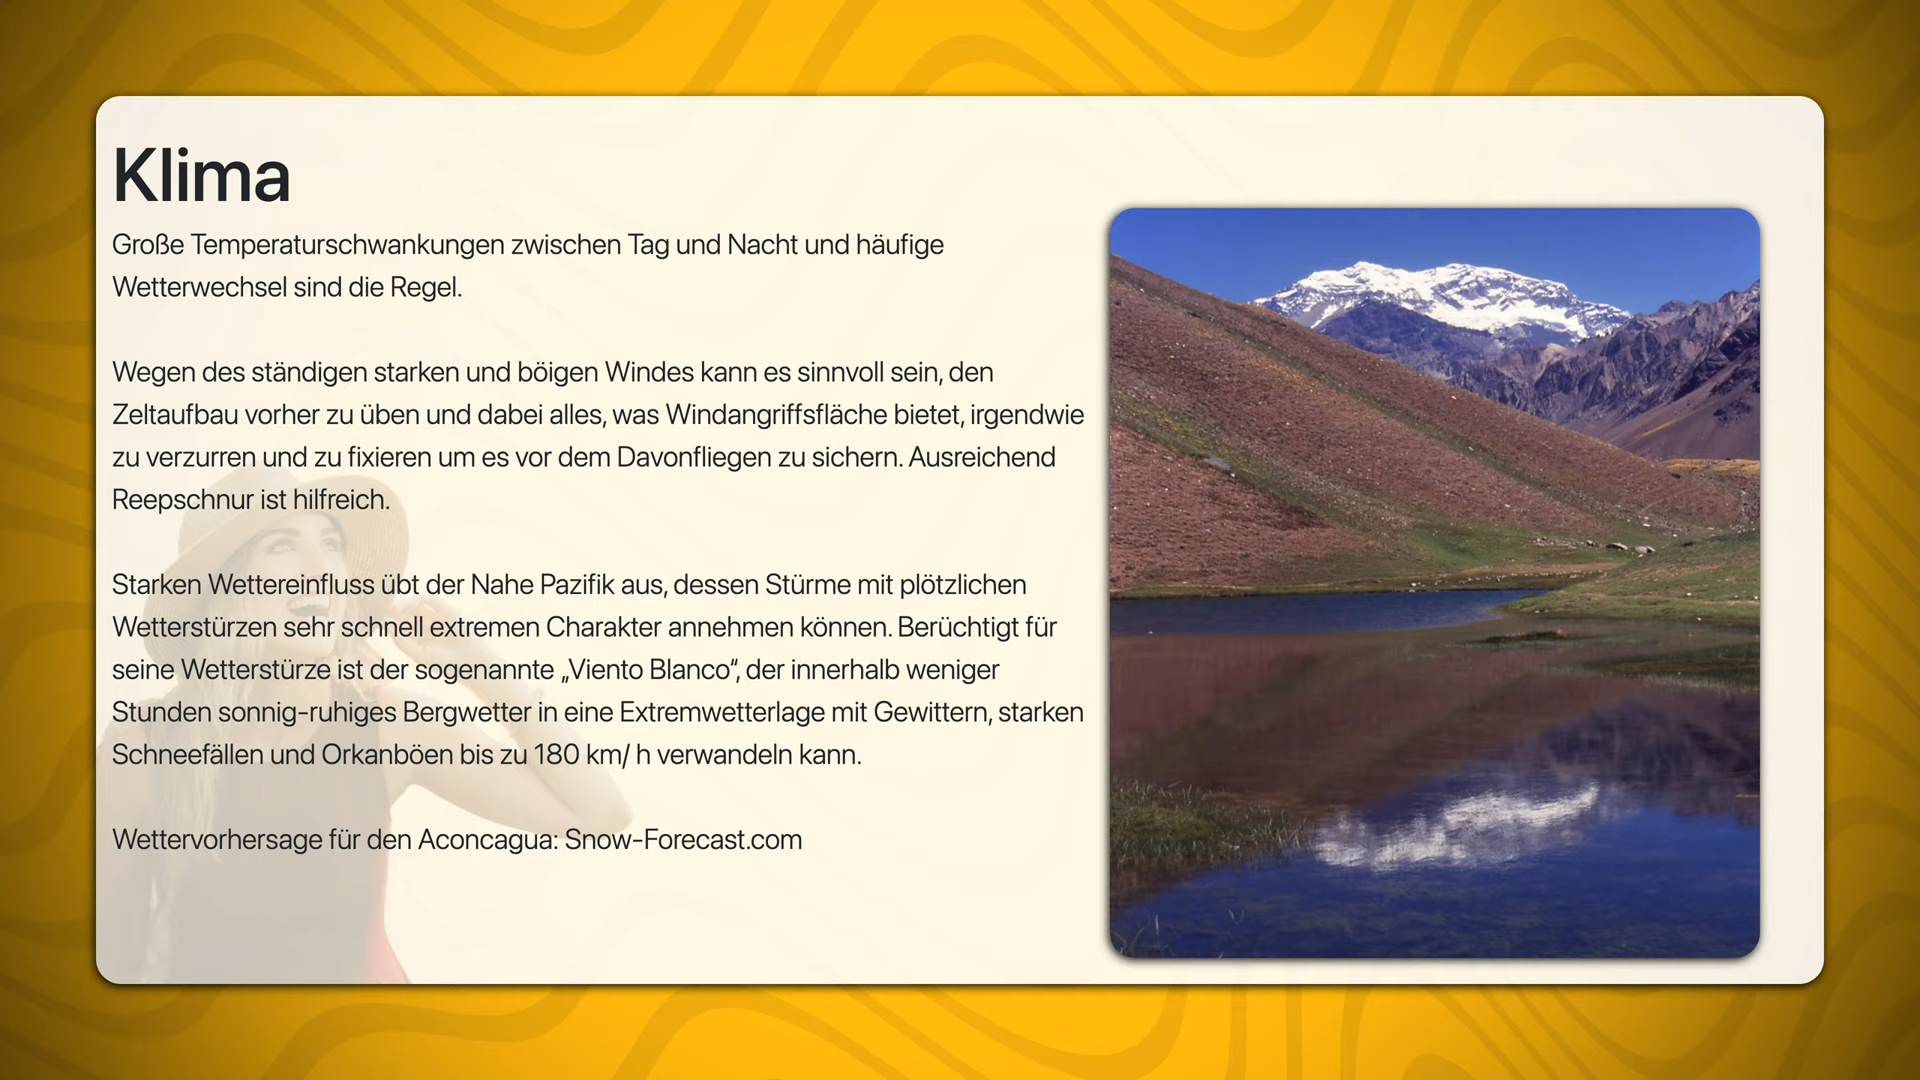 Klima
Große Temperaturschwankungen zwischen Tag und Nacht und häufige
Wetterwechsel sind die Regel.
Wegen des ständigen starken und böigen Windes kann es sinnvoll sein, den
Zeltaufbau vorher zu üben und dabei alles, was Windangriffsfläche bietet, irgendwie
zu verzurren und zu fixieren um es vor dem Davonfliegen zu sichern. Ausreichend
Reepschnur ist hilfreich.
Starken Wettereinfluss übt der Nahe Pazifik aus, dessen Stürme mit plötzlichen
Wetterstürzen sehr schnell extremen Charakter annehmen können. Berüchtigt für
seine Wetterstürze ist der sogenannte „Viento Blanco“, der innerhalb weniger
Stunden sonnig-ruhiges Bergwetter in eine Extremwetterlage mit Gewittern, starken
Schneefällen und Orkanböen bis zu 180 km/ h verwandeln kann.
Wettervorhersage für den Aconcagua: Snow-Forecast.com